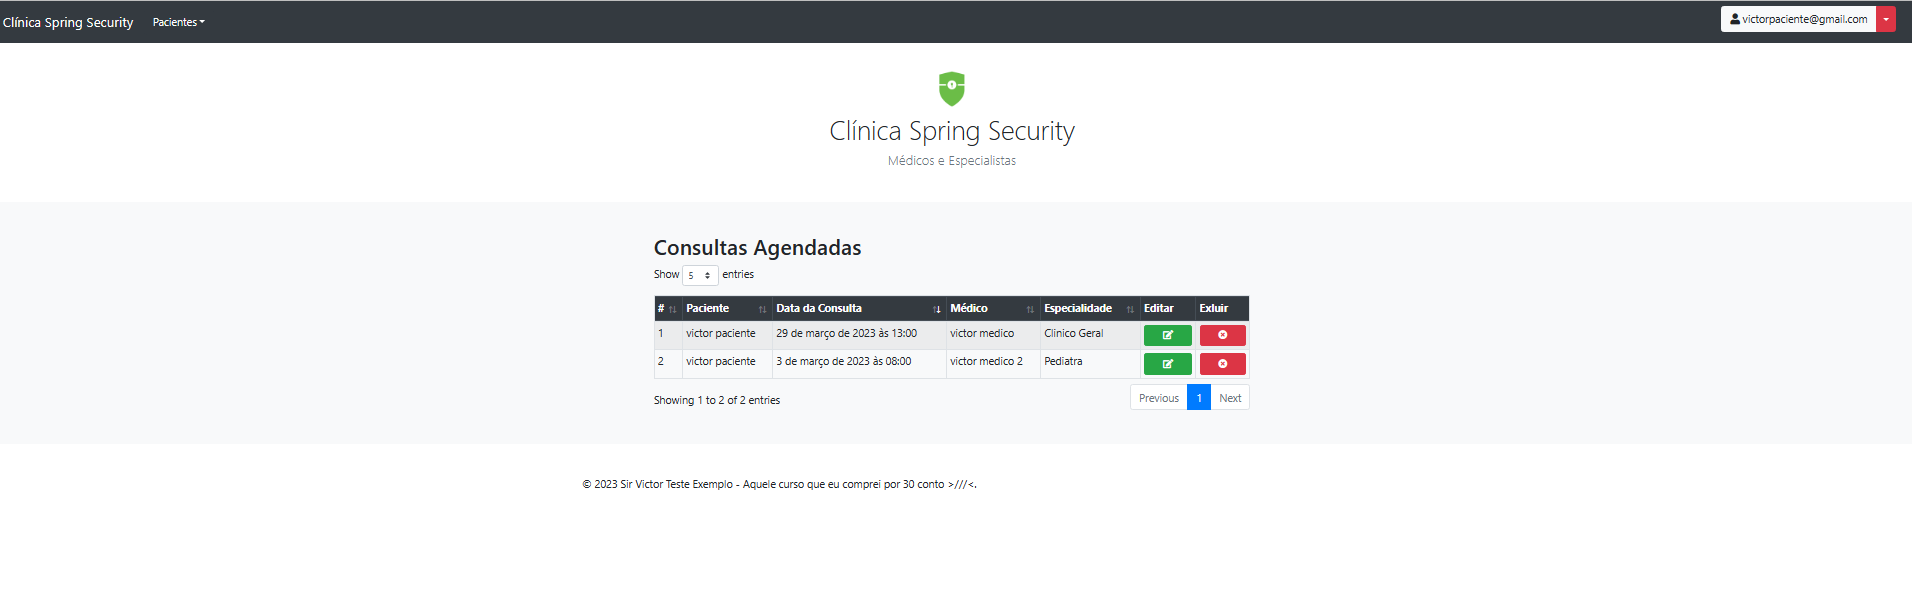 Clínica Spring Security Pacientes victorpaciente@gmail.com
Clínica Spring Security
Médicos e Especialistas
Consultas Agendadas
Show 5 entries
# Paciente Data da Consulta Médico Especialidade Editar Exluir
1 victor paciente 29 de março de 2023 às 13:00 victor medico Clinico Geral
2 victor paciente 3 de março de 2023 às 08:00 victor medico 2 Pediatra
Showing 1 to 2 of 2 entries Previous 1 Next
© 2023 Sir Victor Teste Exemplo - Aquele curso que eu comprei por 30 conto >///<.